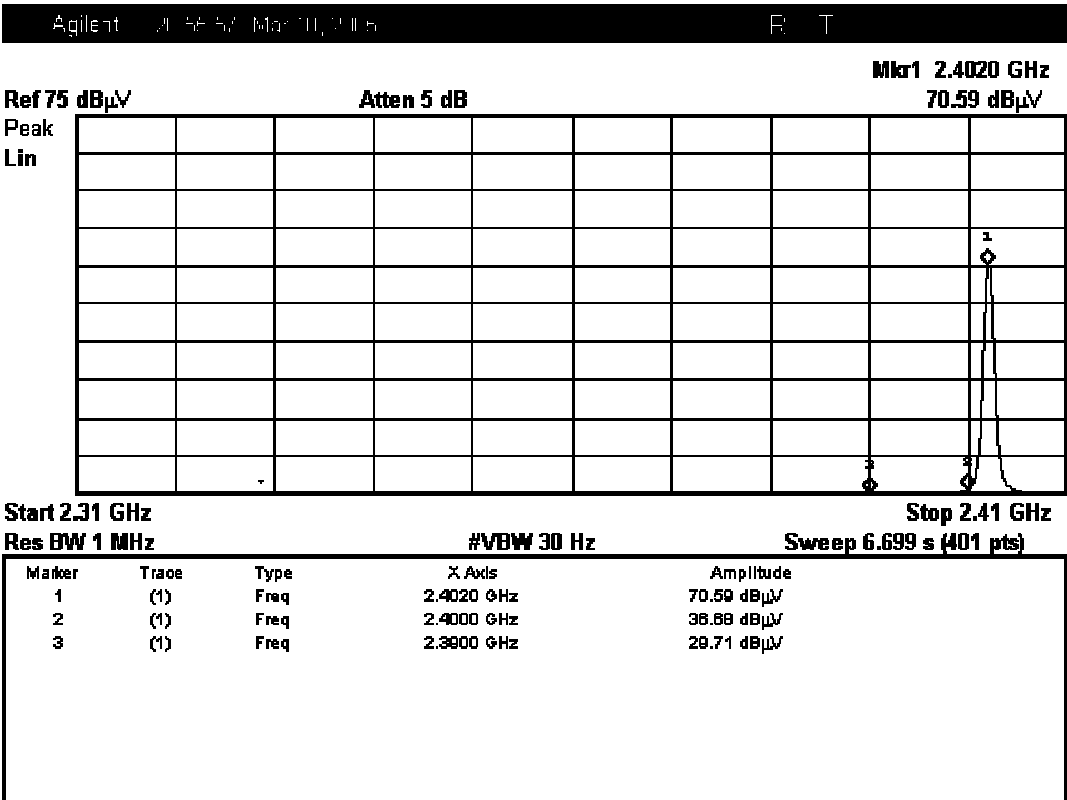 Agilent R T
Mkr1 2.4020 GHz
Ref 75 dBµV Atten 5 dB 70.59 dBµV
Peak
Lin
1
3 2
Start 2.31 GHz Stop 2.41 GHz
Res BW 1 MHz #VBW 30 Hz Sweep 6.699 s (401 pts)
Marker Trace Type X Axis Amplitude
1 (1) Freq 2.4020 GHz 70.59 dBµV
2 (1) Freq 2.4000 GHz dBµV
3 (1) Freq 2.3900 GHz 29.71 dBµV